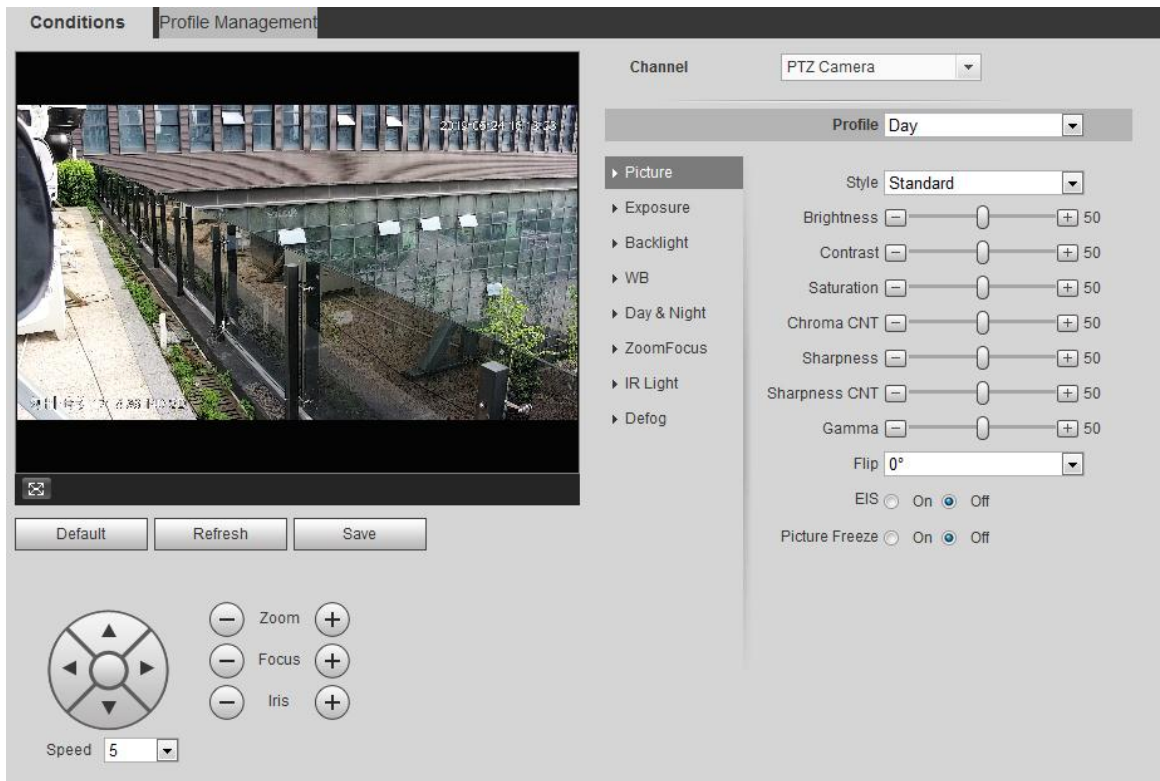 Conditions
Profile Management
Channel
PTZ Camera
Profile Day
Picture
Exposure
Backlight
WB
Day & Night
ZoomFocus
IR Light
Defog
Style Standard
Brightness 50
Contrast 50
Saturation 50
Chroma CNT 50
Sharpness 50
Sharpness CNT 50
Gamma 50
Flip 0°
EIS On Off
Picture Freeze On Off
Default Refresh Save
Zoom
Focus
Iris
Speed 5